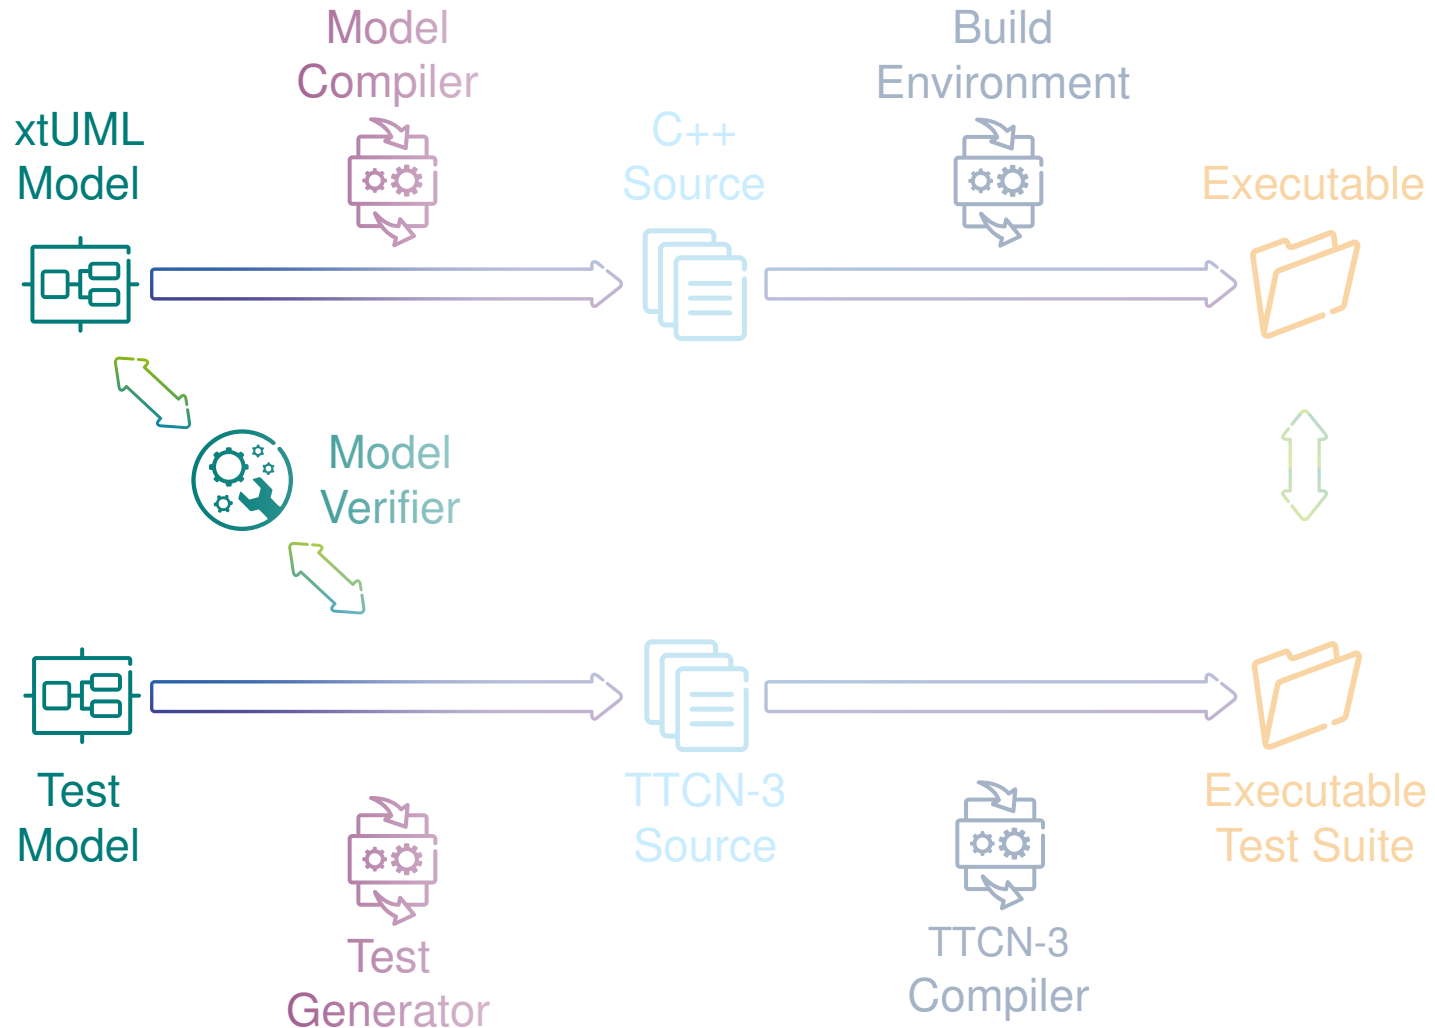 Model
Compiler
Build
Environment
xtUML
Model
C++
Source
Executable
Model
Verifier
Test
Model
TTCN-3
Source
Executable
Test Suite
Test
Generator
TTCN-3
Compiler